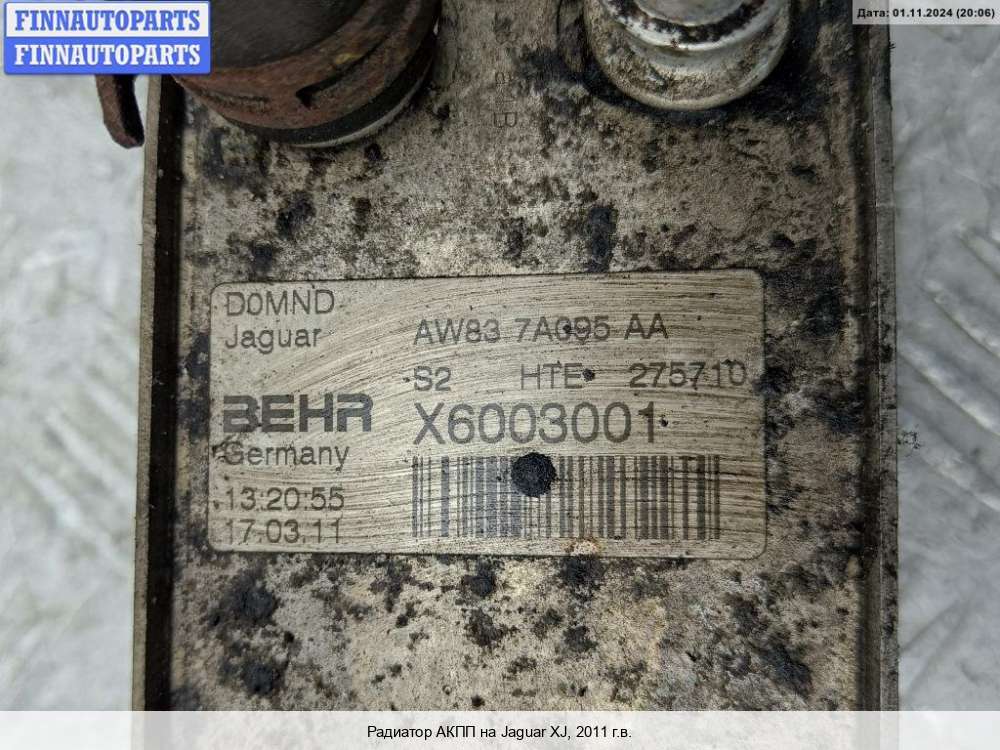 FINNAUTOPARTS
FINNAUTOPARTS
Дата: 01.11.2024 (20:06)
D0MND
Jaguar AW83 7A095 AA
S2 HTE 275710
BEHR X6003001
Germany
13:20:55
17.03.11
Радиатор АКПП на Jaguar XJ, 2011 г.в.